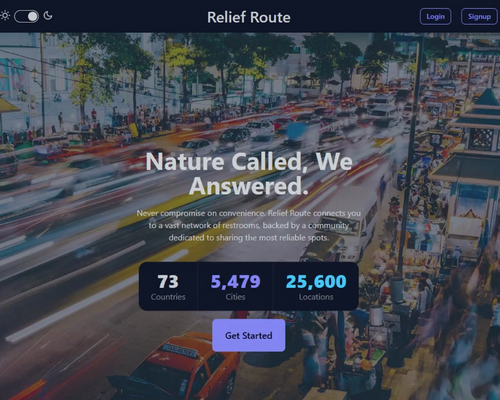 Relief Route
Login
Signup
Nature Called, We
Answered.
Never compromise on convenience. Relief Route connects you
to a vast network of restrooms, backed by a community
dedicated to sharing the most reliable spots.
73
Countries
5,479
Cities
25,600
Locations
Get Started